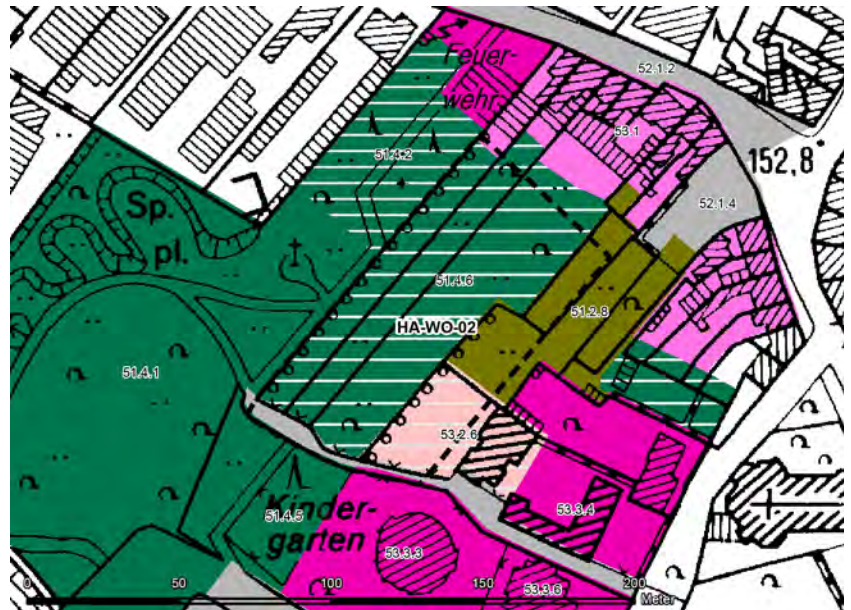 Feuer-
wehr
52.1.2
53.1
152,8°
51.4.2
52.1.4
Sp.
pl.
51.4.6
51.2.8
HA-WO-02
51.4.1
53.2.6
53.3.4
51.4.5
Kinder-
garten
53.3.3
53.3.6
0 50 100 150 200
Meter